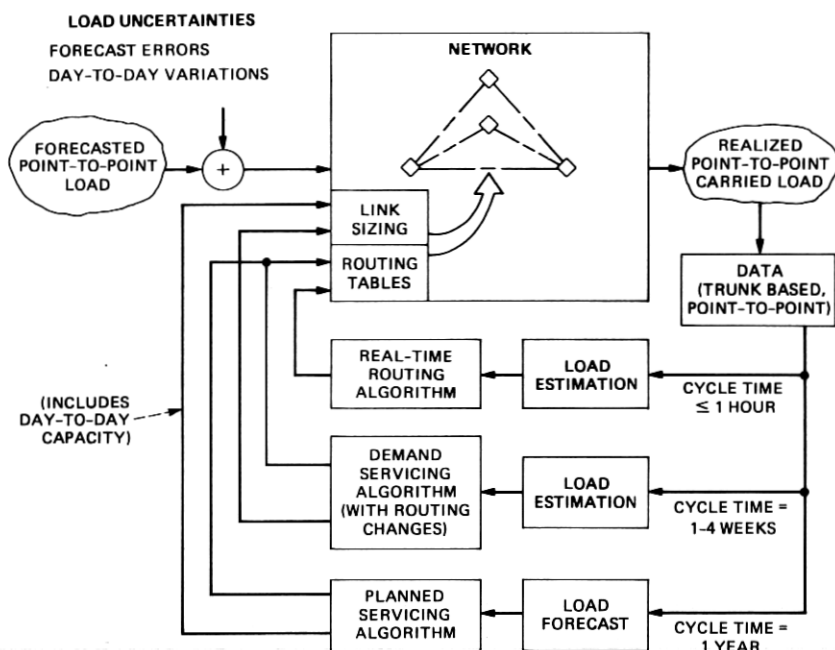 LOAD UNCERTAINTIES
FORECAST ERRORS
DAY-TO-DAY VARIATIONS
NETWORK
FORECASTED
POINT-TO-POINT
LOAD
+
REALIZED
POINT-TO-POINT
CARRIED LOAD
LINK
SIZING
ROUTING
TABLES
DATA
(TRUNK BASED,
POINT-TO-POINT)
REAL-TIME
ROUTING
ALGORITHM
LOAD
ESTIMATION
CYCLE TIME
≤ 1 HOUR
(INCLUDES
DAY-TO-DAY
CAPACITY)
DEMAND
SERVICING
ALGORITHM
(WITH ROUTING
CHANGES)
LOAD
ESTIMATION
CYCLE TIME =
1-4 WEEKS
PLANNED
SERVICING
ALGORITHM
LOAD
FORECAST
CYCLE TIME =
1 YEAR